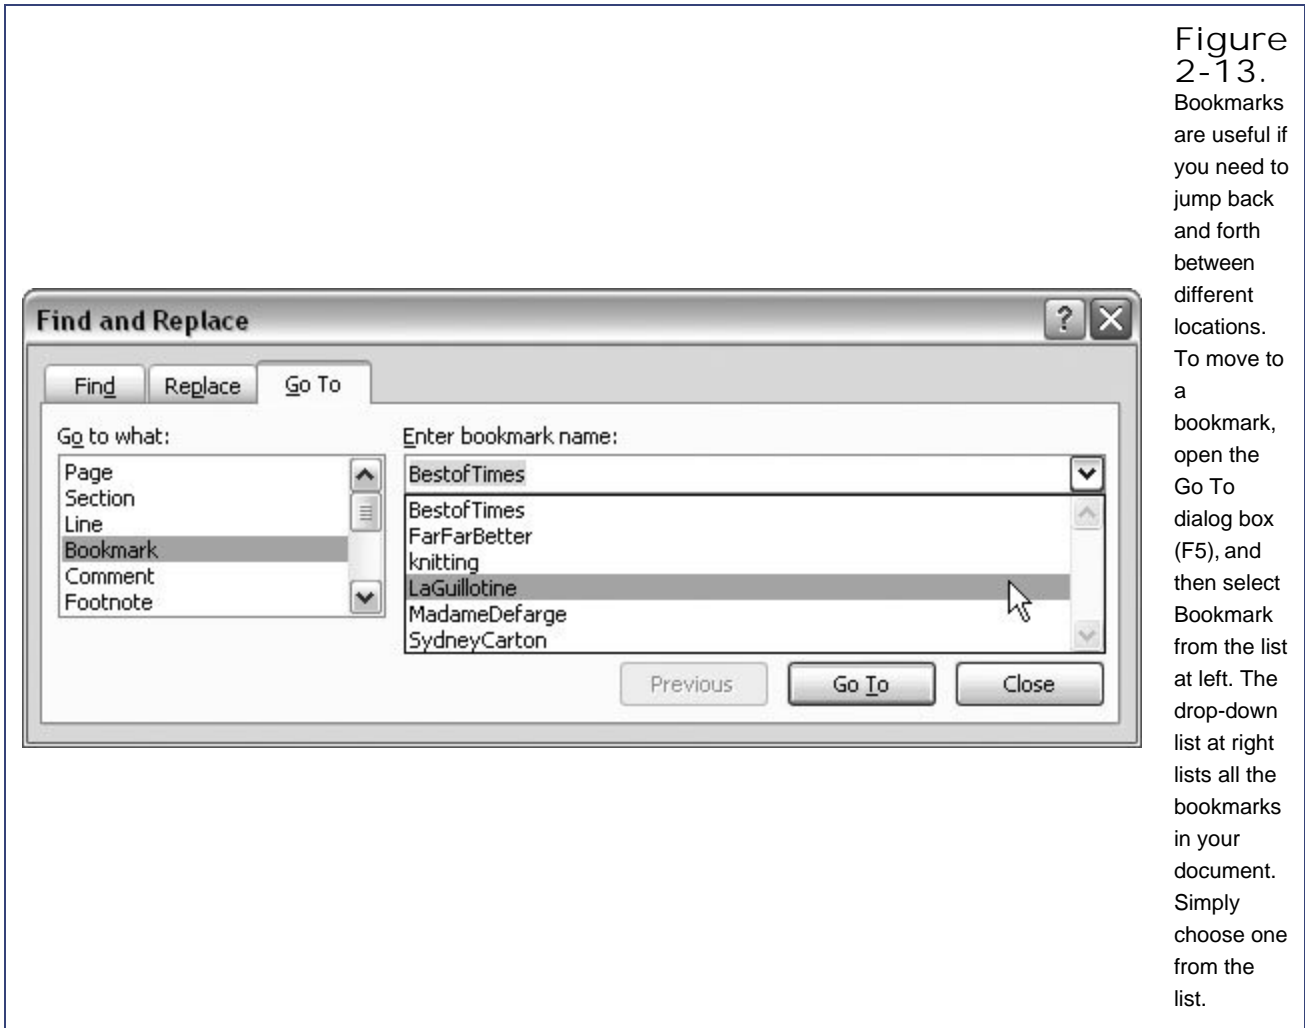 Figure
2-13.
Bookmarks
are useful if
you need to
jump back
and forth
between
different
locations.
To move to
a
bookmark,
open the
Go To
dialog box
(F5), and
then select
Bookmark
from the list
at left. The
drop-down
list at right
lists all the
bookmarks
in your
document.
Simply
choose one
from the
list.
Find and Replace
Find Replace Go To
Go to what:
Page
Section
Line
Bookmark
Comment
Footnote
Enter bookmark name:
BestofTimes
BestofTimes
FarFarBetter
knitting
LaGuillotine
MadameDefarge
SydneyCarton
Previous Go To Close